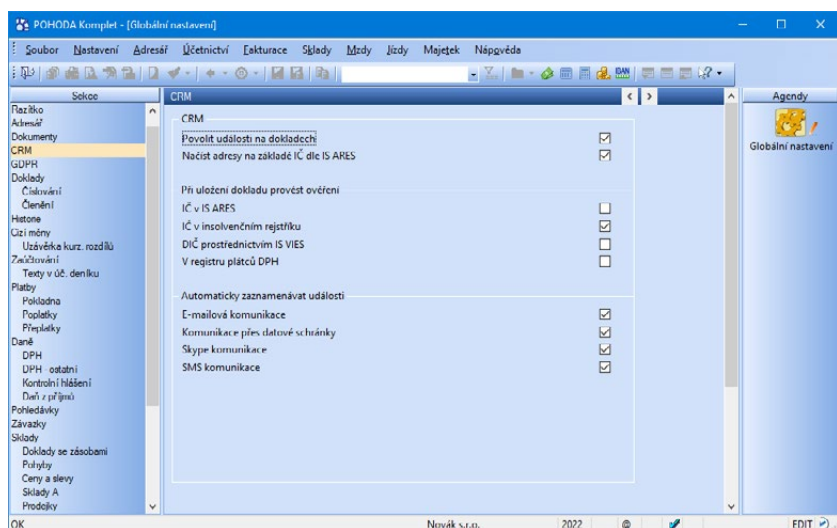 POHODA Komplet - [Globální nastavení]
Soubor Nastavení Adresář Účetnictví Fakturace Sklady Mzdy Jízdy Majetek Nápověda
Sekce
Razítko
Adresář
Dokumenty
CRM
GDPR
Doklady
Číslování
Členění
Historie
Cizí měny
Uzávěrka kurz. rozdílů
Zaúčtování
Texty v úč. deníku
Platby
Pokladna
Poplatky
Přeplatky
Daně
DPH
DPH - ostatní
Kontrolní hlášení
Daň z příjmů
Pohledávky
Závazky
Sklady
Doklady se zásobami
Pohyby
Ceny a slevy
Sklady A
Prodejky
CRM
CRM
Povolit události na dokladech
Načíst adresy na základě IČ dle IS ARES
Při uložení dokladu provést ověření
IČ v IS ARES
IČ v insolvenčním rejstříku
DIČ prostřednictvím IS VIES
V registru plátců DPH
Automaticky zaznamenávat události
E-mailová komunikace
Komunikace přes datové schránky
Skype komunikace
SMS komunikace
Agendy
Globální nastavení
OK Novák s.r.o. 2022 @ EDIT